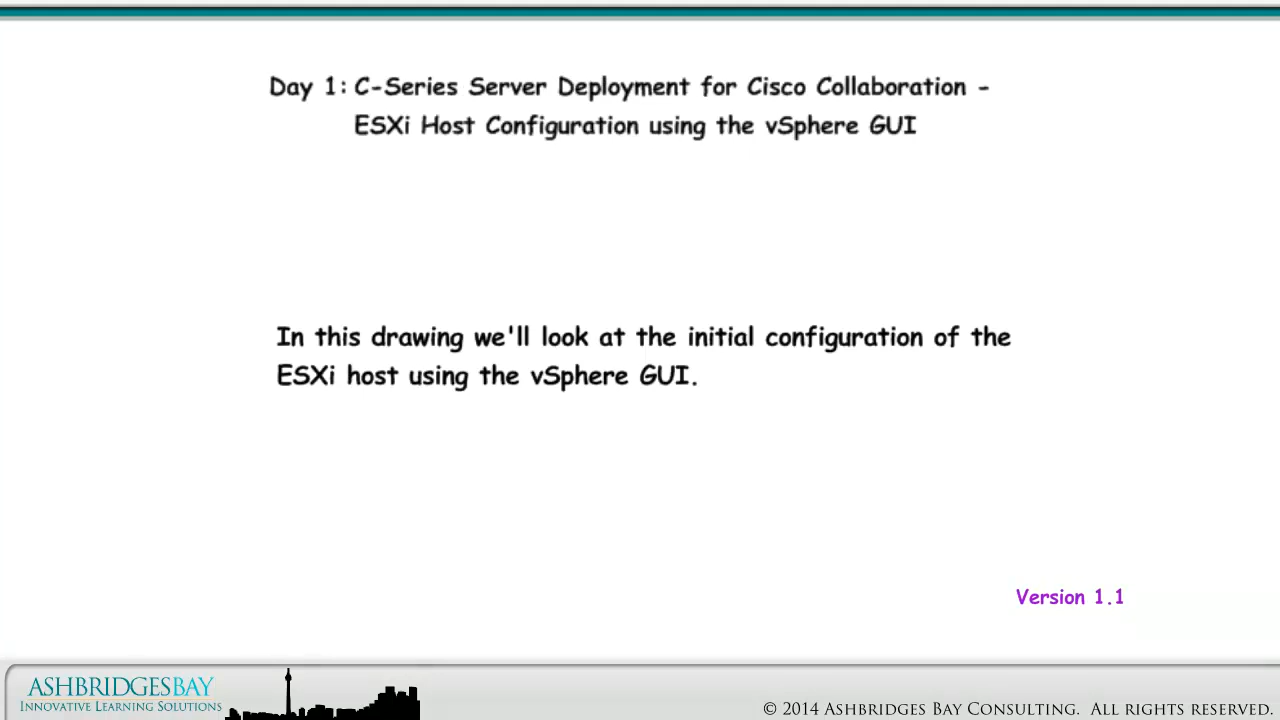 Day 1: C-Series Server Deployment for Cisco Collaboration -
ESXi Host Configuration using the vSphere GUI
In this drawing we'll look at the initial configuration of the
ESXi host using the vSphere GUI.
Version 1.1
ASHBRIDGESBAY
INNOVATIVE LEARNING SOLUTIONS
© 2014 ASHBRIDGES BAY CONSULTING. ALL RIGHTS RESERVED.